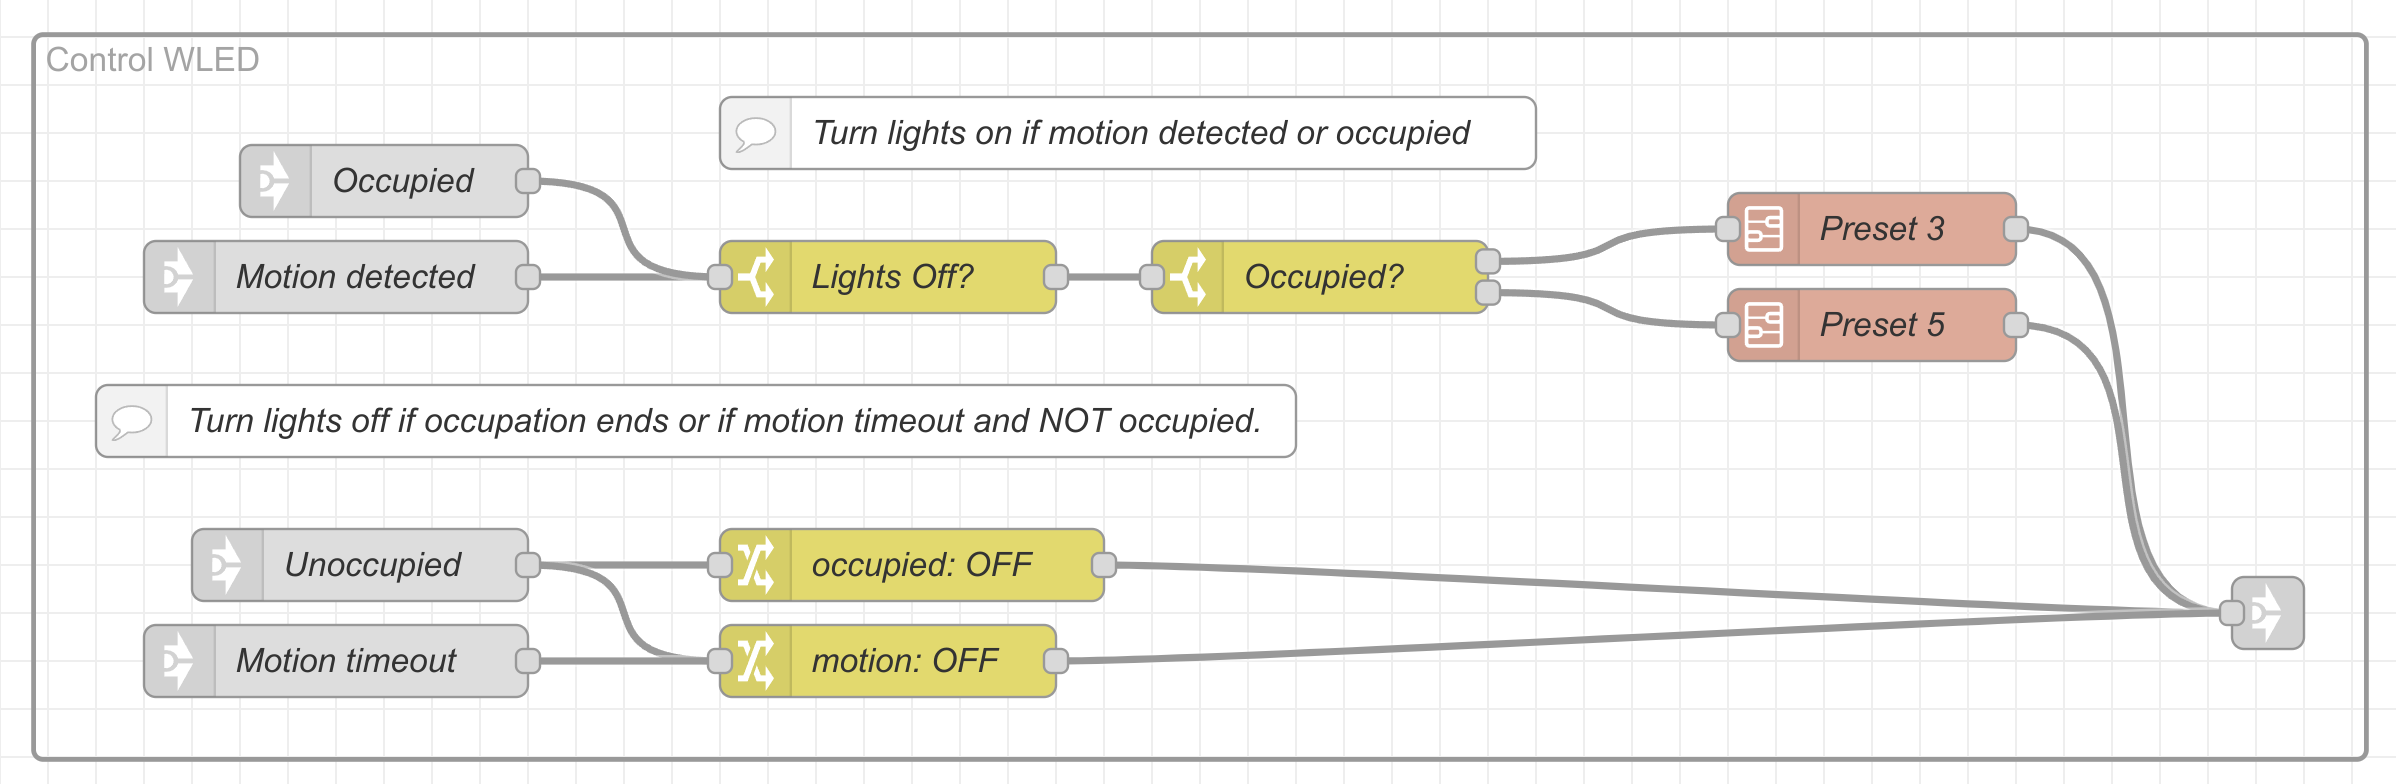 Control WLED
Turn lights on if motion detected or occupied
Occupied
Motion detected
Lights Off?
Occupied?
Preset 3
Preset 5
Turn lights off if occupation ends or if motion timeout and NOT occupied.
Unoccupied
occupied: OFF
Motion timeout
motion: OFF